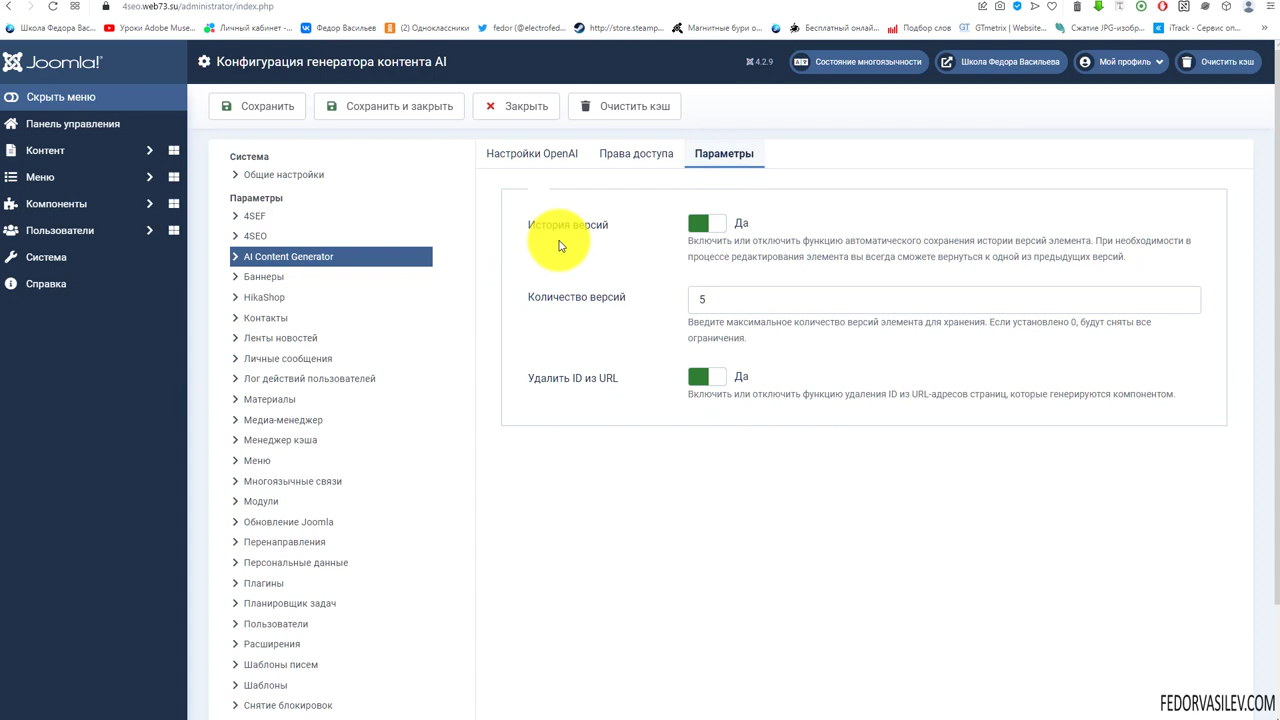 4seo.web73.su/administrator/index.php
Школа Федора Вас...
Уроки Adobe Muse...
Личный кабинет -...
Федор Васильев
(2) Одноклассники
fedor (@electrofed...
http://store.steamp...
Магнитные бури о...
Бесплатный онлай...
Подбор слов
GTmetrix | Website...
Сжатие JPG-изобр...
iTrack - Сервис оп...
Joomla!
Конфигурация генератора контента AI
4.2.9
Состояние многоязычности
Школа Федора Васильева
Мой профиль
Очистить кэш
Скрыть меню
Панель управления
Контент
Меню
Компоненты
Пользователи
Система
Справка
Сохранить
Сохранить и закрыть
Закрыть
Очистить кэш
Система
Общие настройки
Параметры
4SEF
4SEO
AI Content Generator
Баннеры
HikaShop
Контакты
Ленты новостей
Личные сообщения
Лог действий пользователей
Материалы
Медиа-менеджер
Менеджер кэша
Меню
Многоязычные связи
Модули
Обновление Joomla
Перенаправления
Персональные данные
Плагины
Планировщик задач
Пользователи
Расширения
Шаблоны писем
Шаблоны
Снятие блокировок
Настройки OpenAI
Права доступа
Параметры
История версий
Да
Включить или отключить функцию автоматического сохранения истории версий элемента. При необходимости в
процессе редактирования элемента вы всегда сможете вернуться к одной из предыдущих версий.
Количество версий
5
Введите максимальное количество версий элемента для хранения. Если установлено 0, будут сняты все
ограничения.
Удалить ID из URL
Да
Включить или отключить функцию удаления ID из URL-адресов страниц, которые генерируются компонентом.
FEDORVASILEV.COM